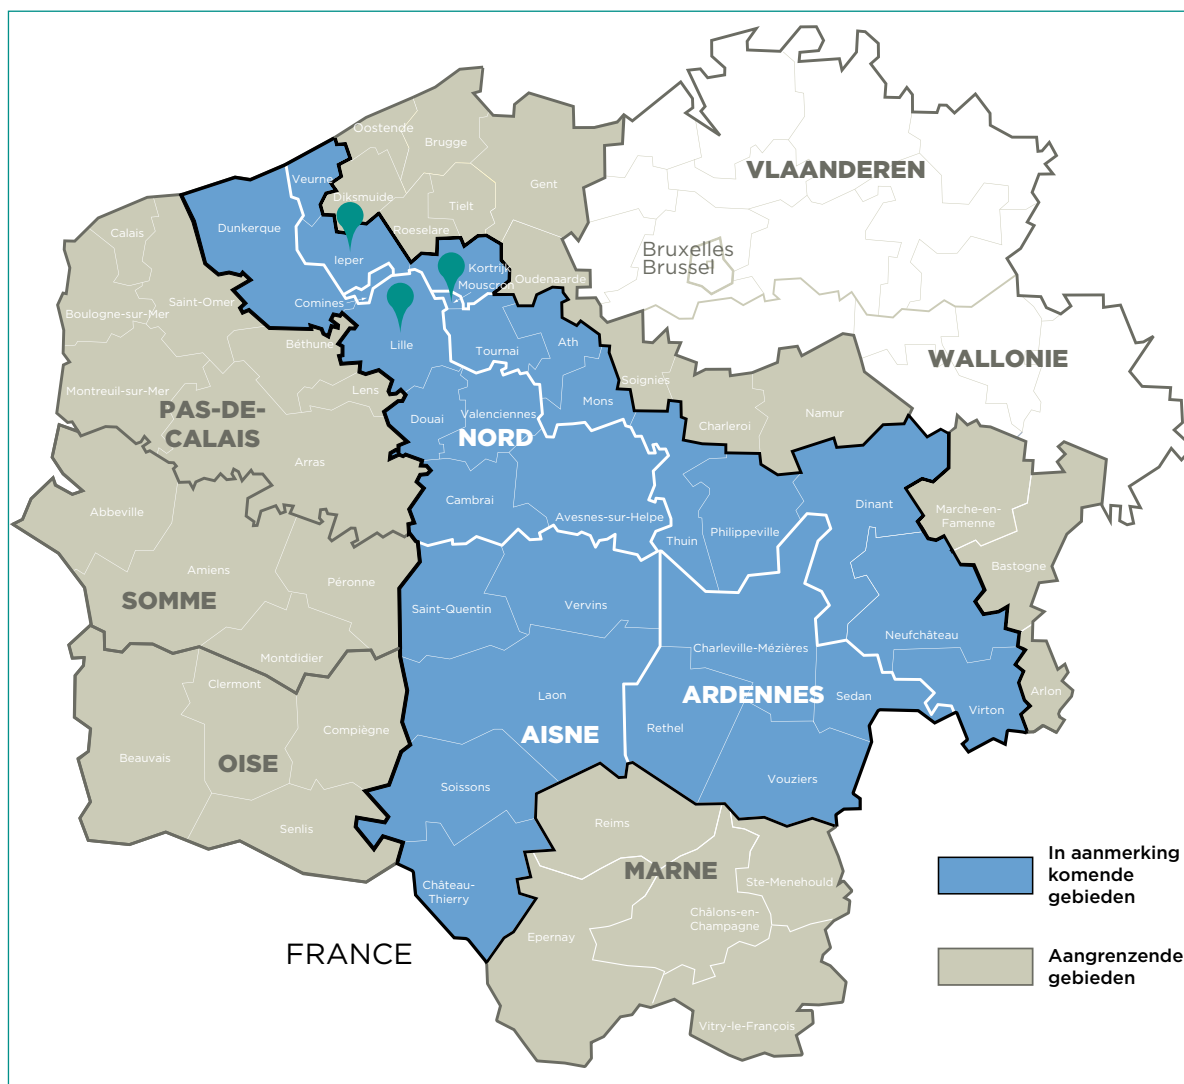 Oostende
Brugge
VLAANDEREN
Veurne
Gent
Diksmuide
Tielt
Dunkerque
Roeselare
Calais
Bruxelles
Brussel
Ieper
Kortrijk
Oudenaarde
Mouscron
Saint-Omer
Comines
Boulogne-sur-Mer
Béthune
Lille
Ath
Tournai
WALLONIE
Soignies
Montreuil-sur-Mer
Lens
Mons
PAS-DE-
CALAIS
Douai
Valenciennes
Namur
Charleroi
NORD
Arras
Cambrai
Dinant
Abbeville
Avesnes-sur-Helpe
Marche-en-
Famenne
Philippeville
Thuin
Bastogne
Amiens
Péronne
SOMME
Saint-Quentin
Vervins
Neufchâteau
Charleville-Mézières
Montdidier
Clermont
Laon
ARDENNES
Sedan
Arlon
Virton
Compiègne
Rethel
AISNE
Beauvais
OISE
Soissons
Vouziers
Senlis
Reims
MARNE
Château-
Thierry
Ste-Menehould
Châlons-en-
Champagne
Epernay
FRANCE
Vitry-le-François
In aanmerking
komende
gebieden
Aangrenzende
gebieden